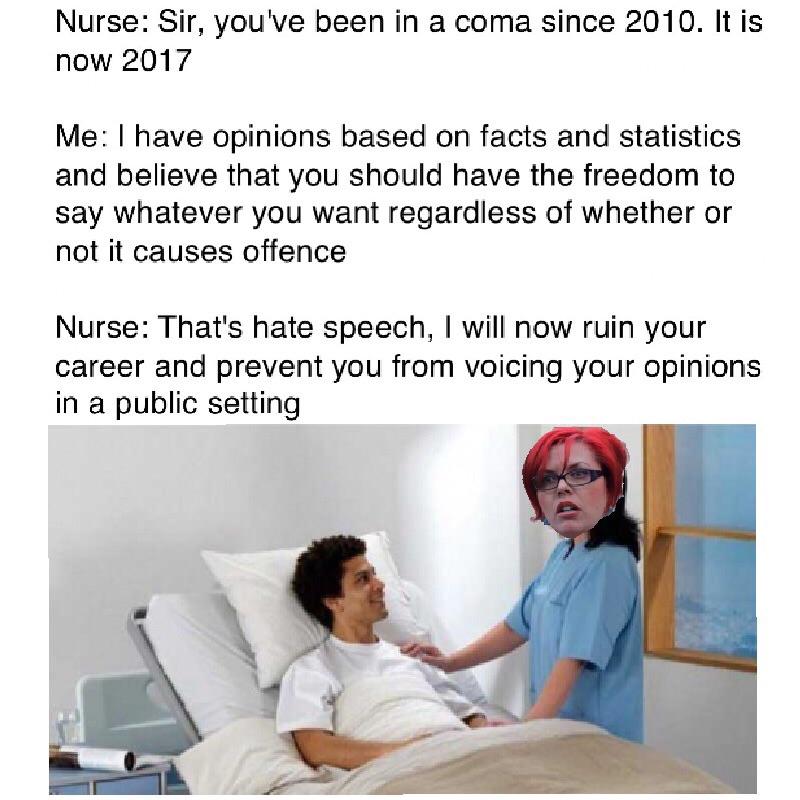 Nurse: Sir, you've been in a coma since 2010. It is
now 2017
Me: I have opinions based on facts and statistics
and believe that you should have the freedom to
say whatever you want regardless of whether or
not it causes offence
Nurse: That's hate speech, I will now ruin your
career and prevent you from voicing your opinions
in a public setting